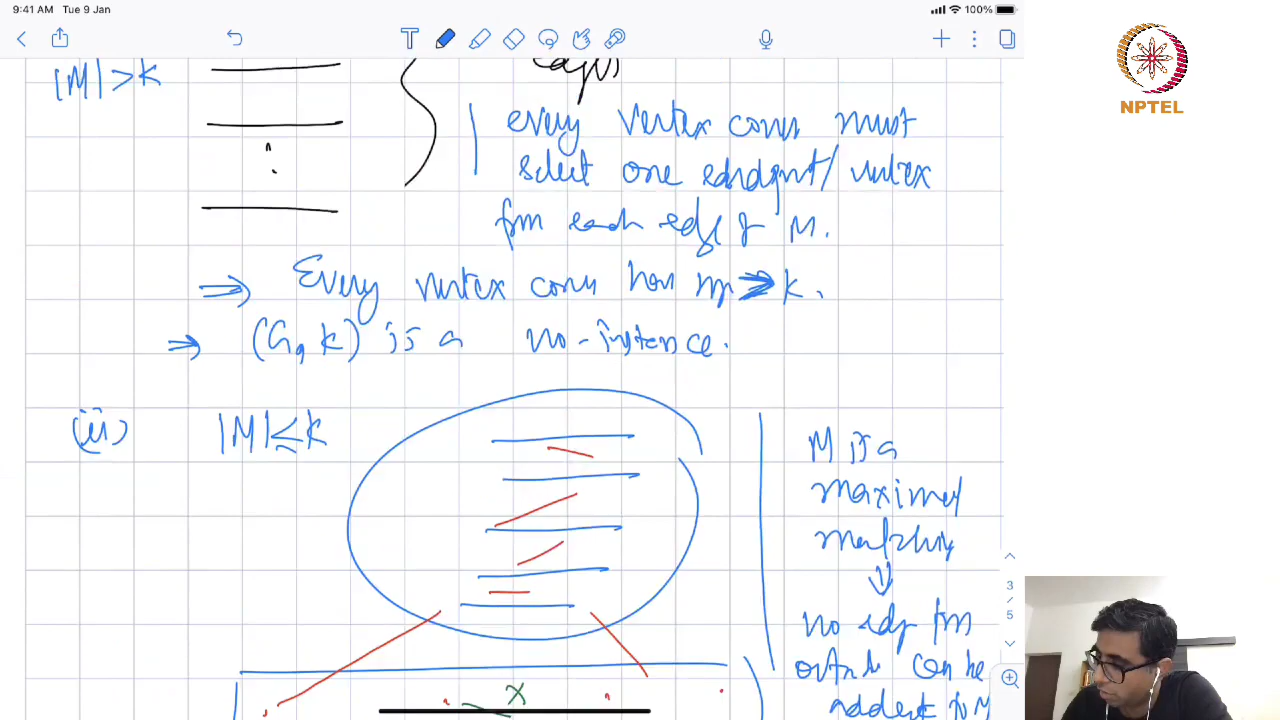 9:41 AM Tue 9 Jan
100%
T
NPTEL
|M| > k
every vertex cover must
select one endpoint/vertex
from each edge of M.
⇒ Every vertex cover has > k.
⇒ (G, k) is a no-instance.
(ii) |M| ≤ k
M is a
maximal
matching
⇓
no edge from
outside can be
added to M
X
3
/
5